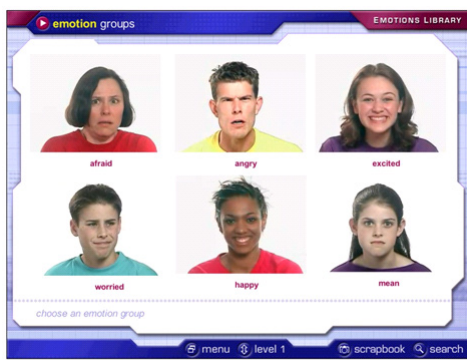 emotion groups
EMOTIONS LIBRARY
afraid
angry
excited
worried
happy
mean
choose an emotion group
menu
level 1
scrapbook
search